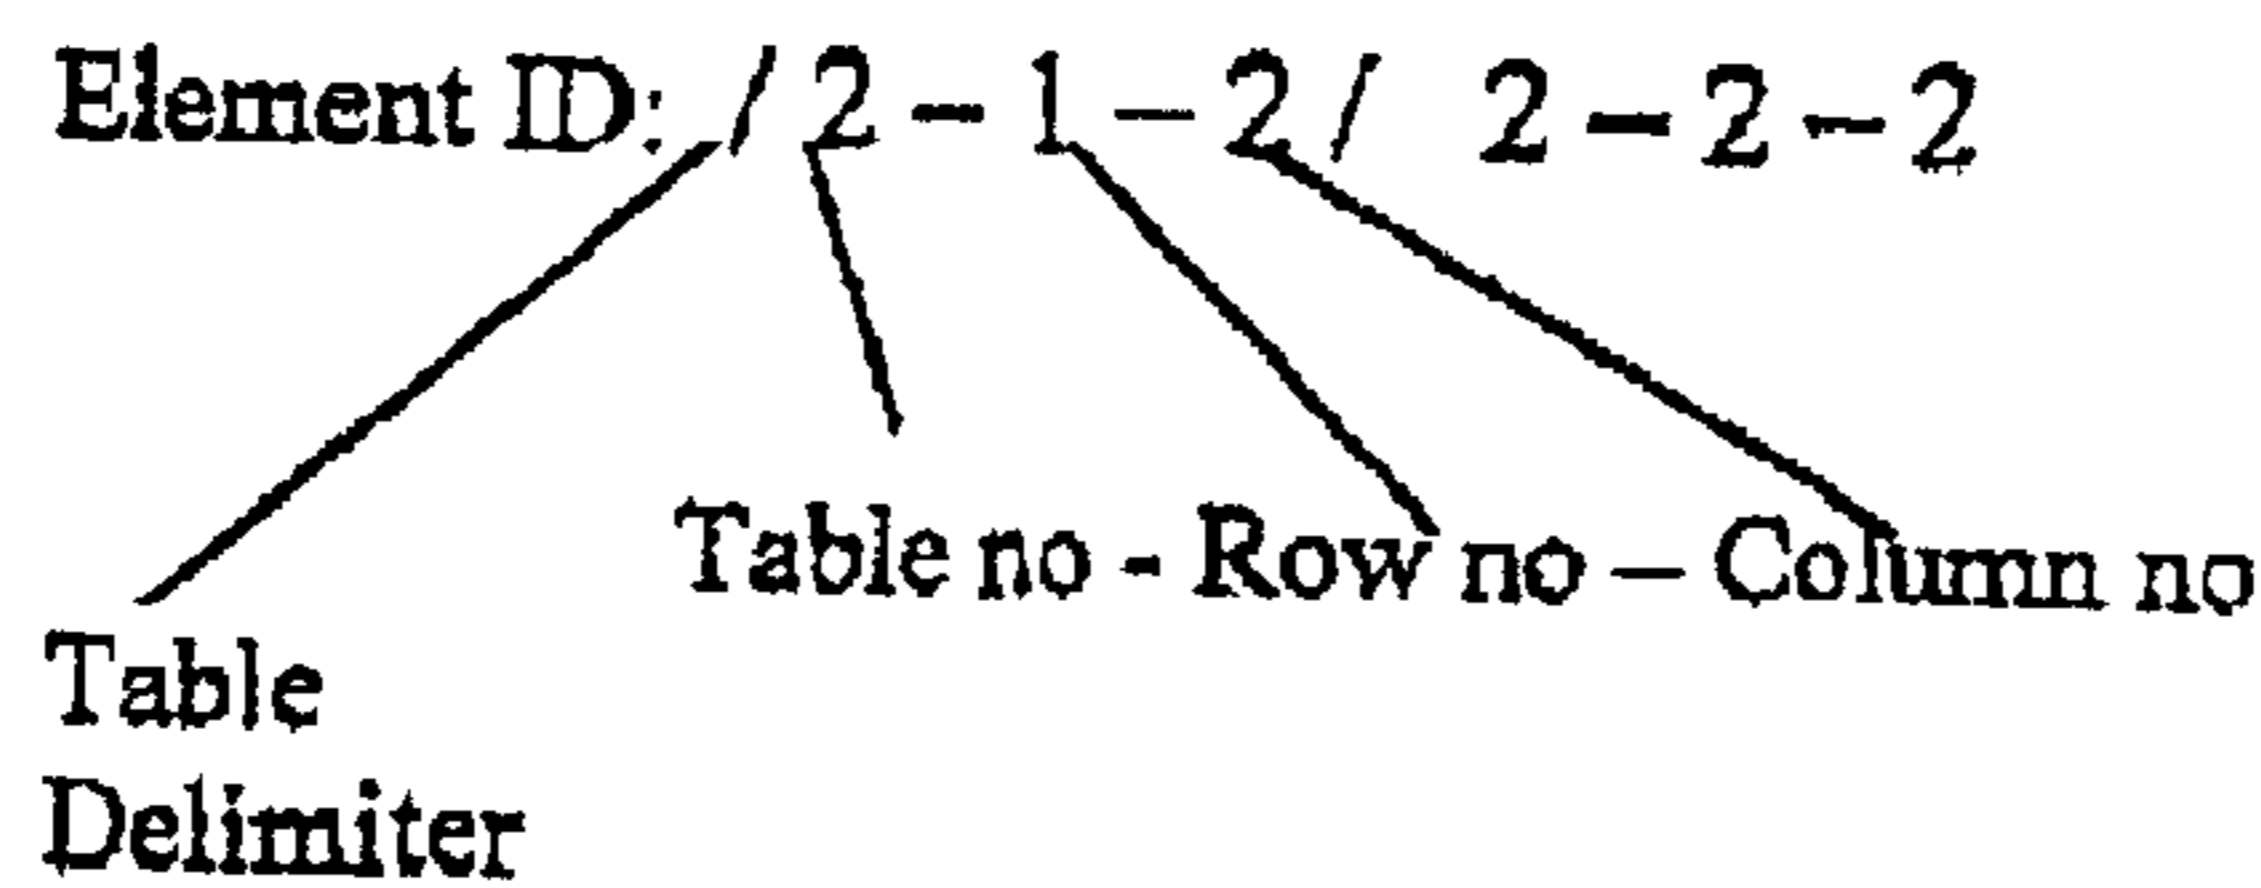 Element ID: / 2 – 1 – 2 / 2 – 2 – 2
Table no - Row no – Column no
Table
Delimiter